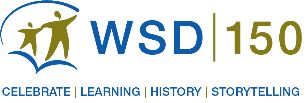 WSD|150
CELEBRATE | LEARNING | HISTORY | STORYTELLING